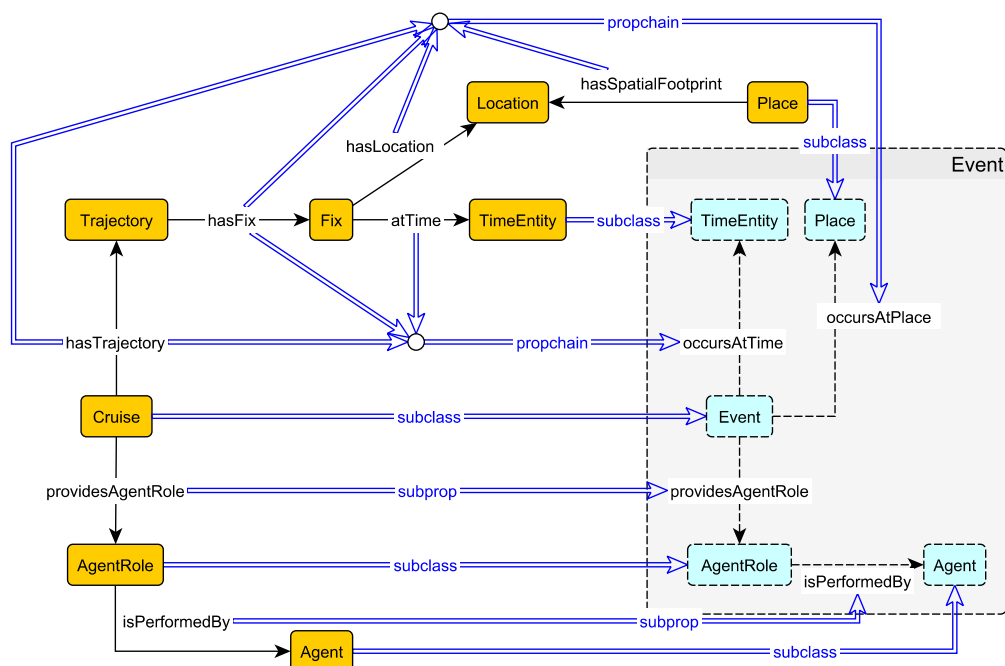 propchain
hasSpatialFootprint
Location
Place
hasLocation
subclass
Event
Trajectory
hasFix
Fix
atTime
TimeEntity
subclass
TimeEntity
Place
occursAtPlace
hasTrajectory
propchain
occursAtTime
Cruise
subclass
Event
providesAgentRole
subprop
providesAgentRole
AgentRole
subclass
AgentRole
Agent
isPerformedBy
isPerformedBy
subprop
Agent
subclass